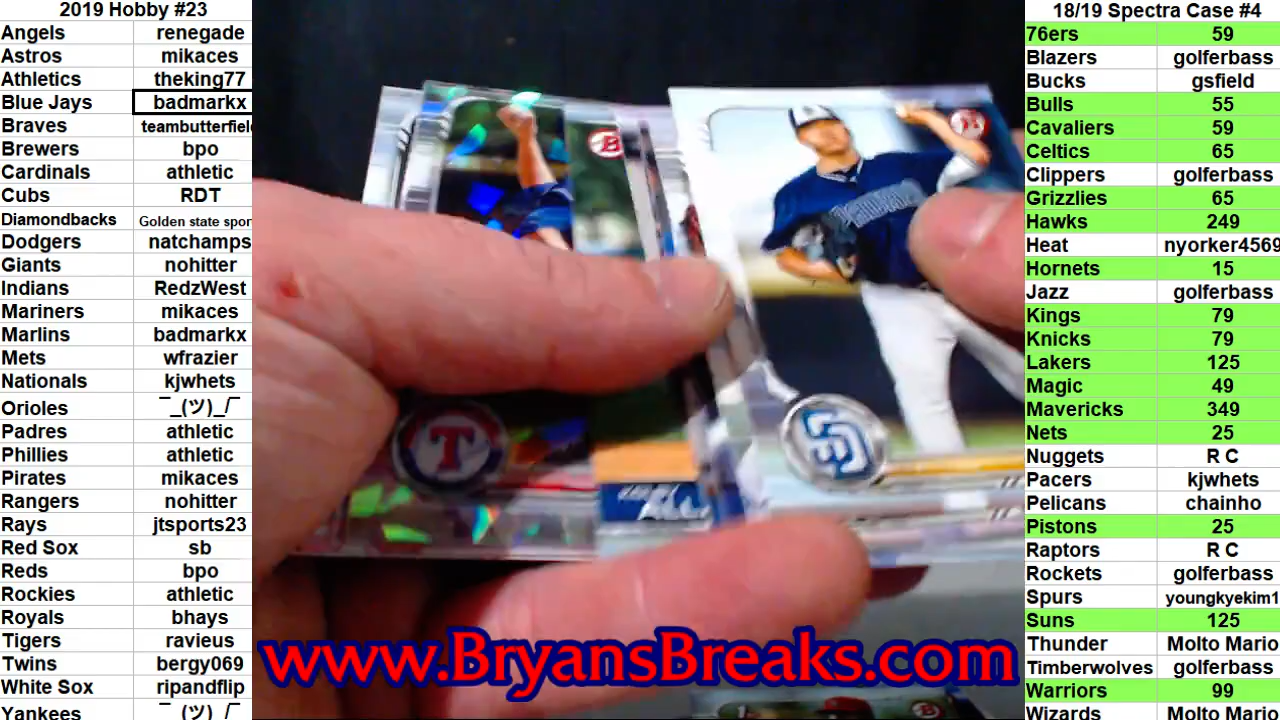 2019 Hobby #23
Angels renegade
Astros mikaces
Athletics theking77
Blue Jays badmarkx
Braves teambutterfiel
Brewers bpo
Cardinals athletic
Cubs RDT
Diamondbacks Golden state spor
Dodgers natchamps
Giants nohitter
Indians RedzWest
Mariners mikaces
Marlins badmarkx
Mets wfrazier
Nationals kjwhets
Orioles ¯_(ツ)_/¯
Padres athletic
Phillies athletic
Pirates mikaces
Rangers nohitter
Rays jtsports23
Red Sox sb
Reds bpo
Rockies athletic
Royals bhays
Tigers ravieus
Twins bergy069
White Sox ripandflip
Yankees ¯_(ツ)_/¯
B
T
SD
www.BryansBreaks.com
18/19 Spectra Case #4
76ers 59
Blazers golferbass
Bucks gsfield
Bulls 55
Cavaliers 59
Celtics 65
Clippers golferbass
Grizzlies 65
Hawks 249
Heat nyorker4569
Hornets 15
Jazz golferbass
Kings 79
Knicks 79
Lakers 125
Magic 49
Mavericks 349
Nets 25
Nuggets R C
Pacers kjwhets
Pelicans chainho
Pistons 25
Raptors R C
Rockets golferbass
Spurs youngkyekim1
Suns 125
Thunder Molto Mario
Timberwolves golferbass
Warriors 99
Wizards Molto Mario